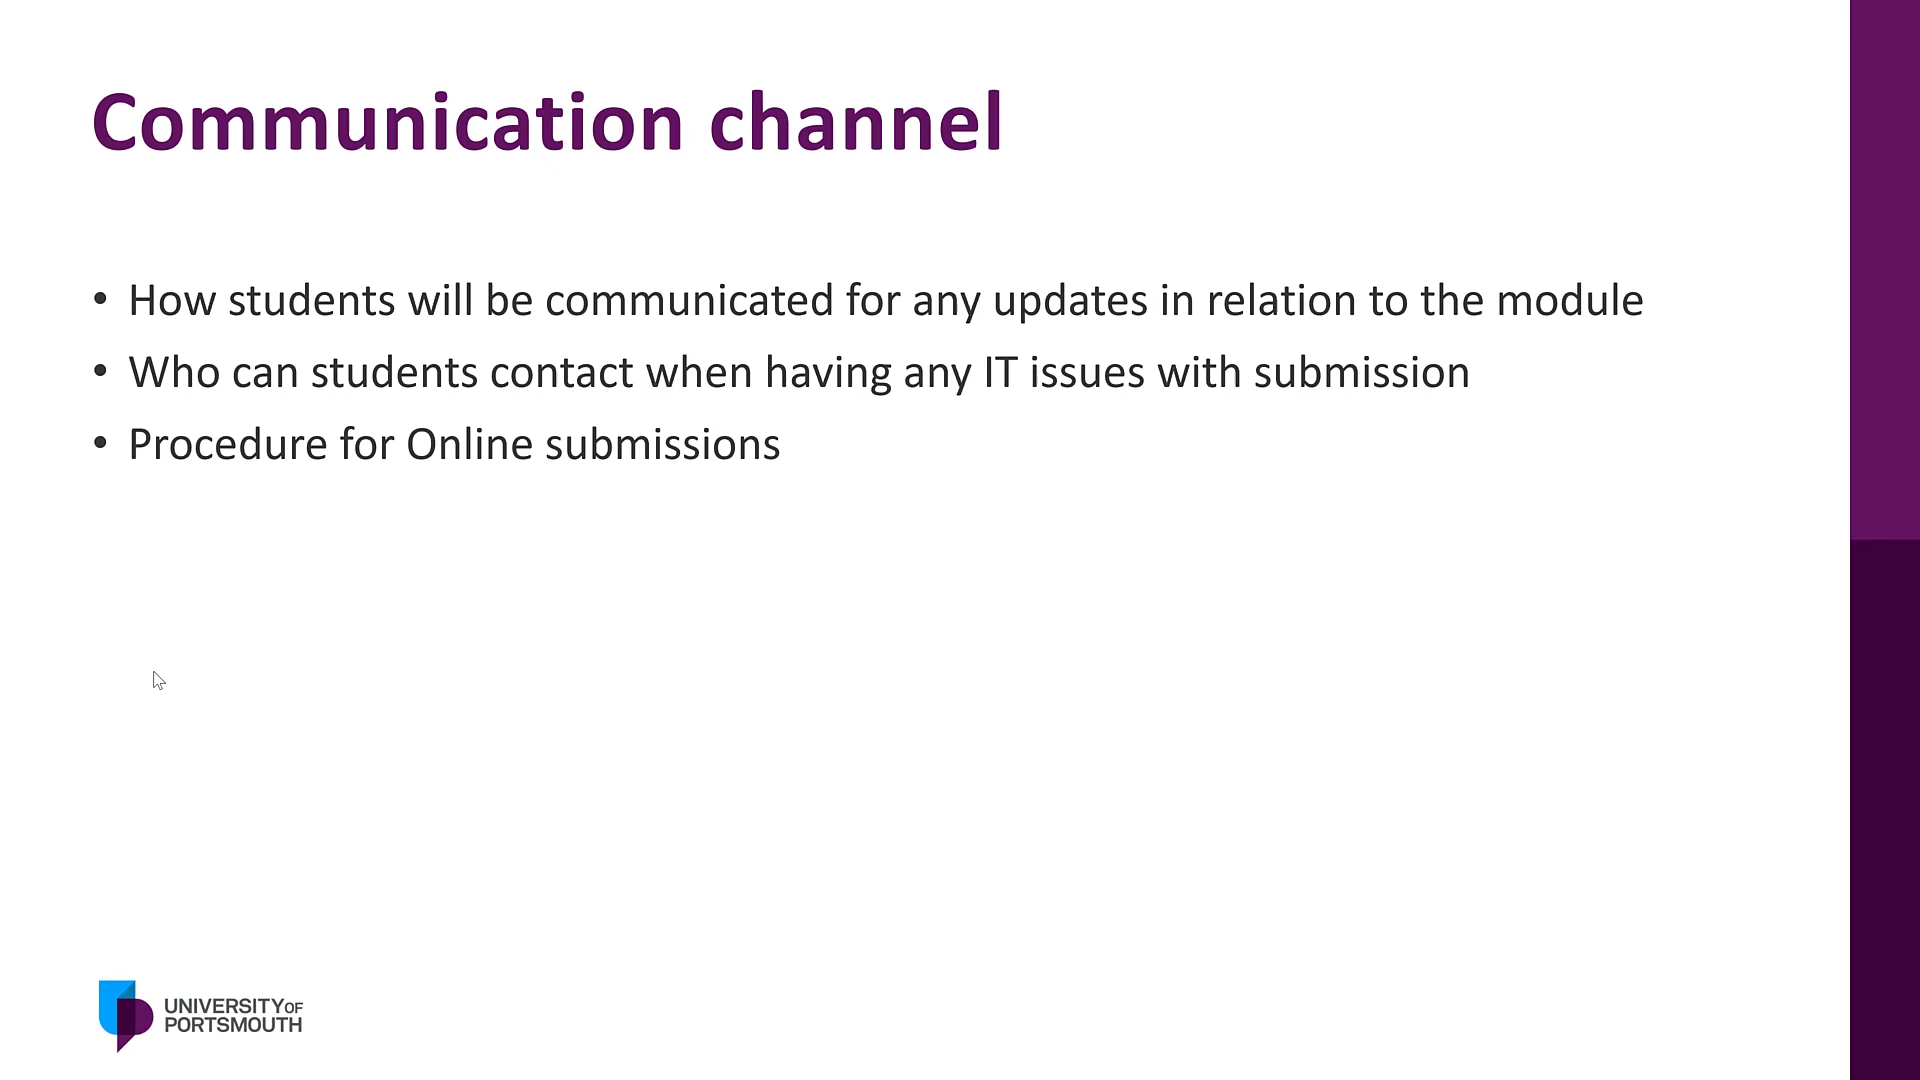 Communication channel
• How students will be communicated for any updates in relation to the module
• Who can students contact when having any IT issues with submission
• Procedure for Online submissions
UNIVERSITY OF
PORTSMOUTH